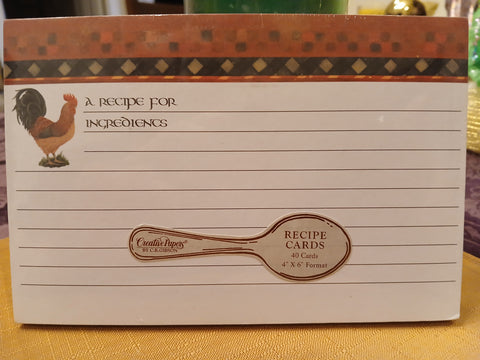 A RECIPE FOR
INGREDIENTS
Creative Papers®
BY C.R.GIBSON
RECIPE
CARDS
40 Cards
4" X 6" Format